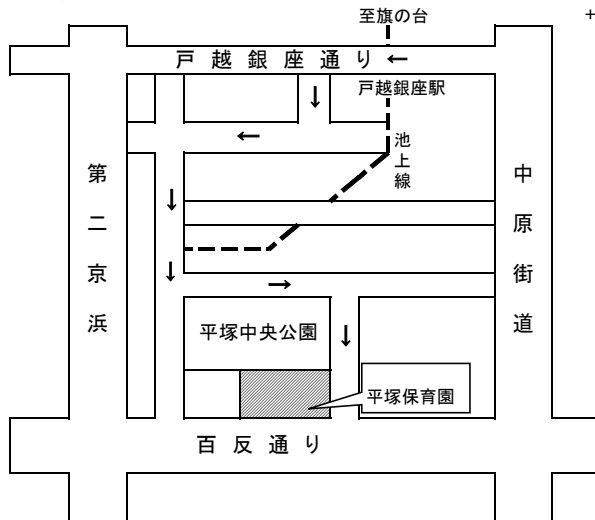 至旗の台
+
戸越銀座通り ←
戸越銀座駅
↓
←
池上線
第二京浜
中原街道
↓
↓
→
平塚中央公園
↓
平塚保育園
百反通り